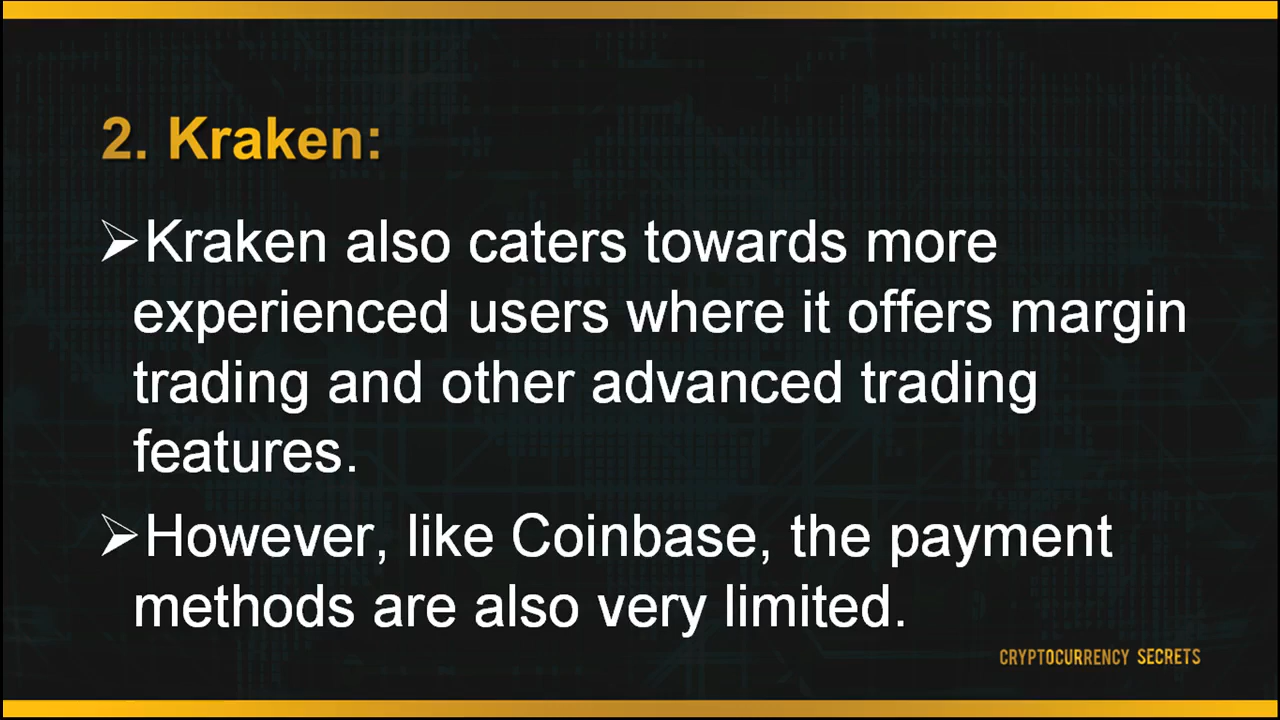 2. Kraken:
➢Kraken also caters towards more
experienced users where it offers margin
trading and other advanced trading
features.
➢However, like Coinbase, the payment
methods are also very limited.
CRYPTOCURRENCY SECRETS